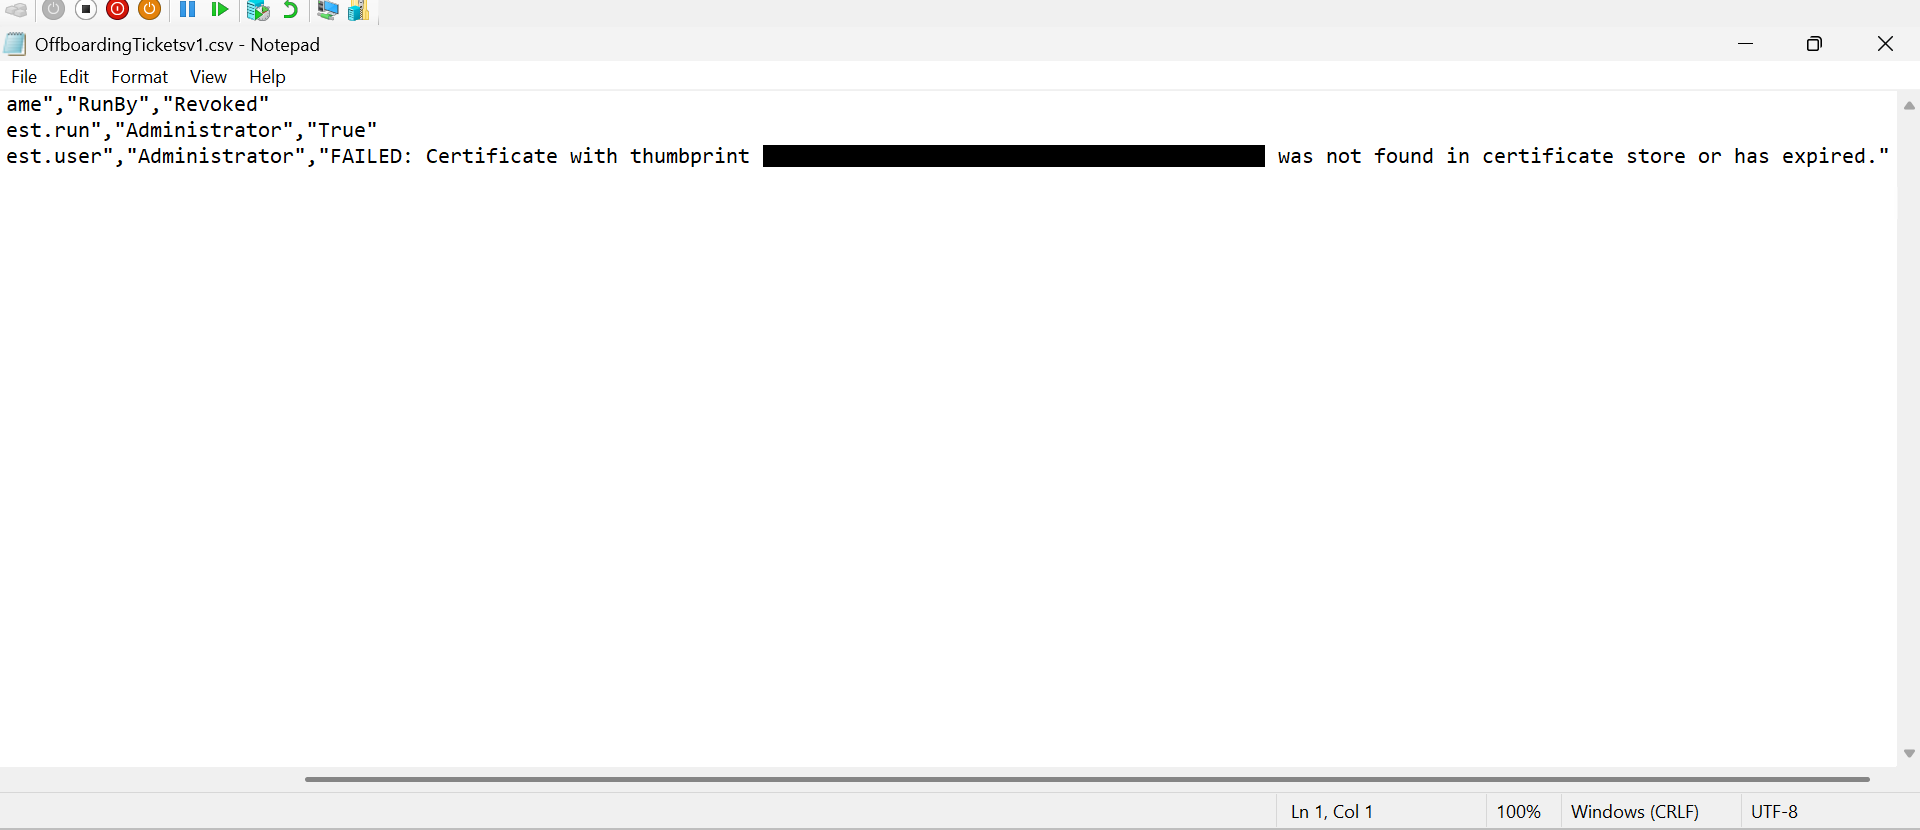 OffboardingTicketsv1.csv - Notepad
File Edit Format View Help
ame","RunBy","Revoked"
est.run","Administrator","True"
est.user","Administrator","FAILED: Certificate with thumbprint was not found in certificate store or has expired."
Ln 1, Col 1 100% Windows (CRLF) UTF-8